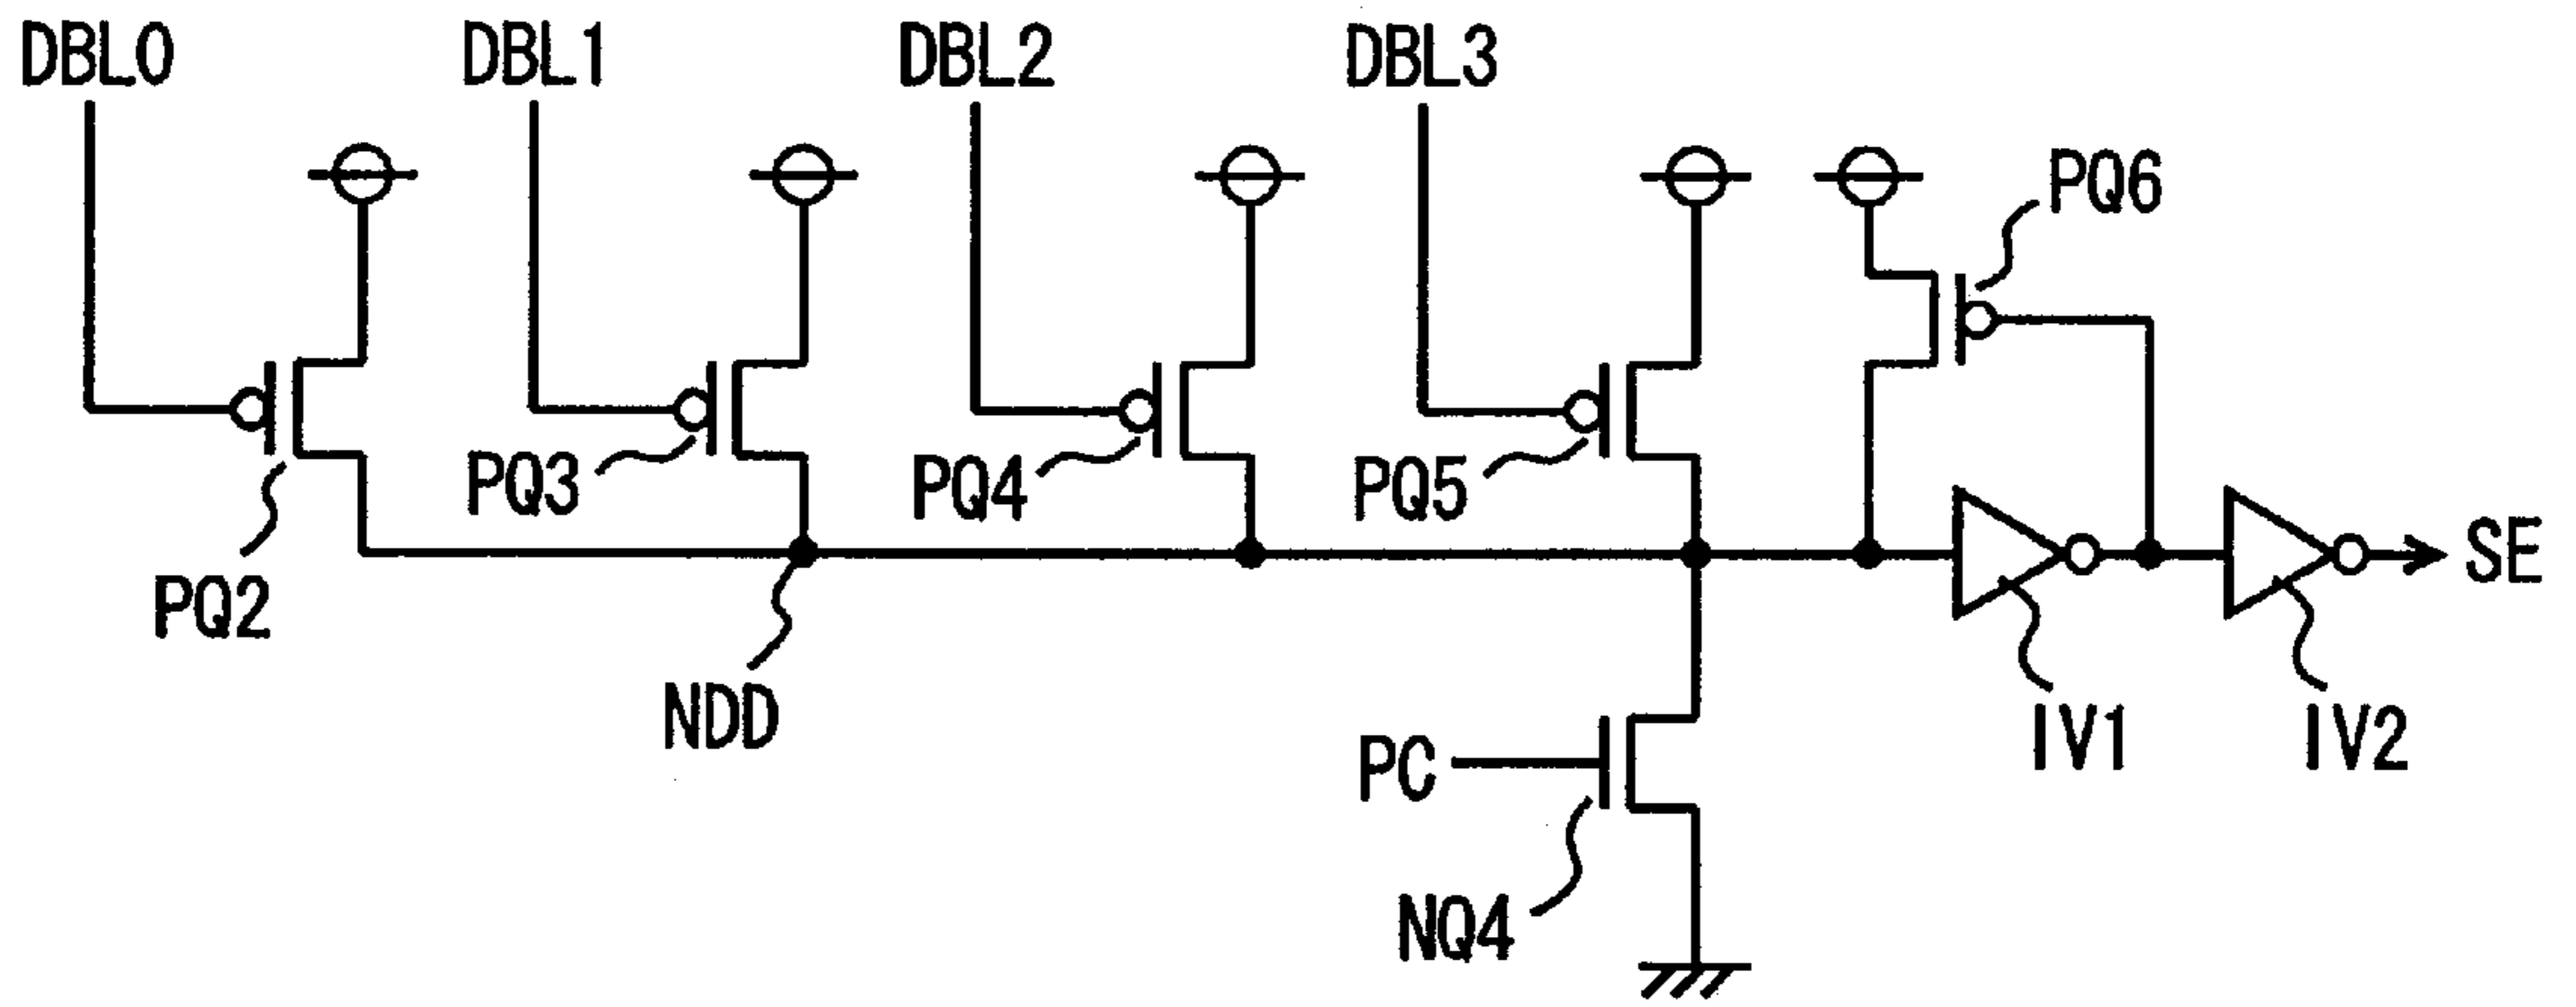 DBL0
DBL1
DBL2
DBL3
PQ6
PQ3
PQ4
PQ5
SE
PQ2
NDD
IV1
IV2
PC
NQ4